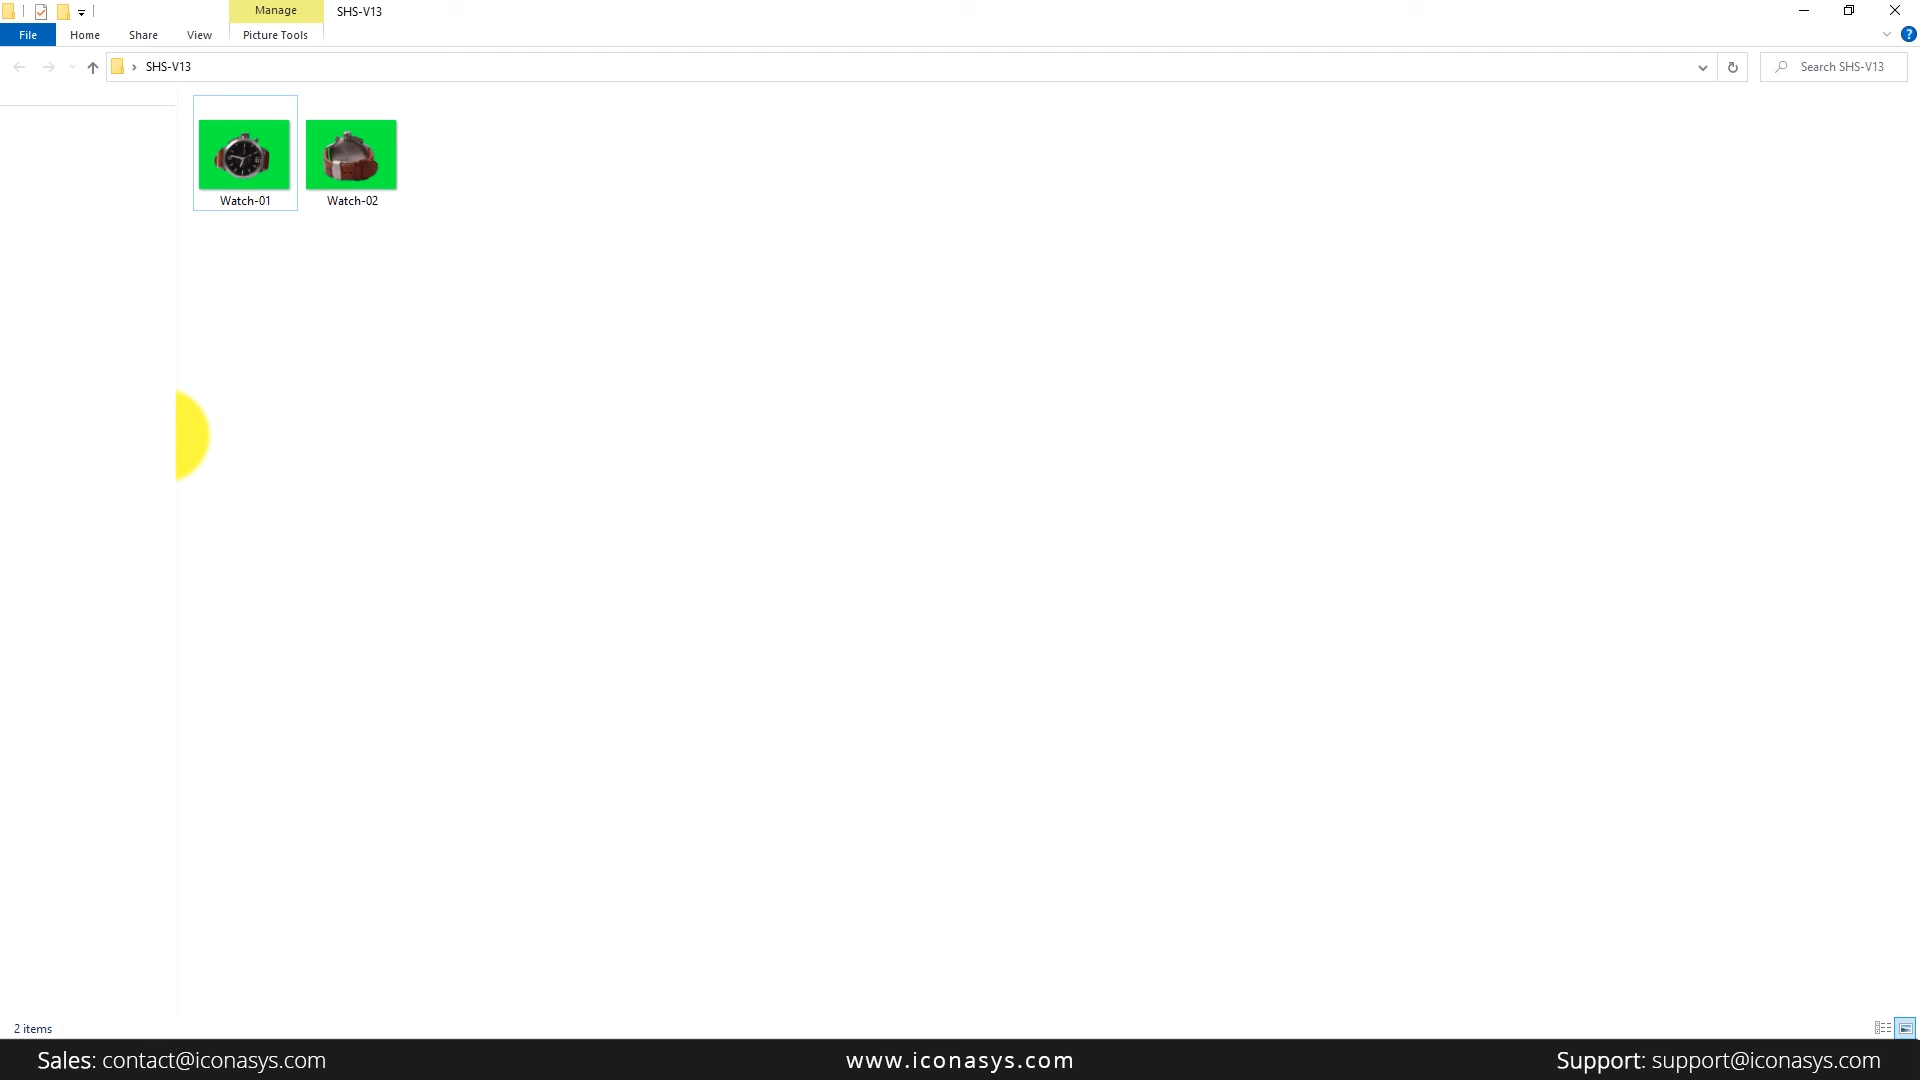 Manage
SHS-V13
File
Home
Share
View
Picture Tools
?
SHS-V13
Search SHS-V13
Watch-01
Watch-02
2 items
Sales: contact@iconasys.com
www.iconasys.com
Support: support@iconasys.com